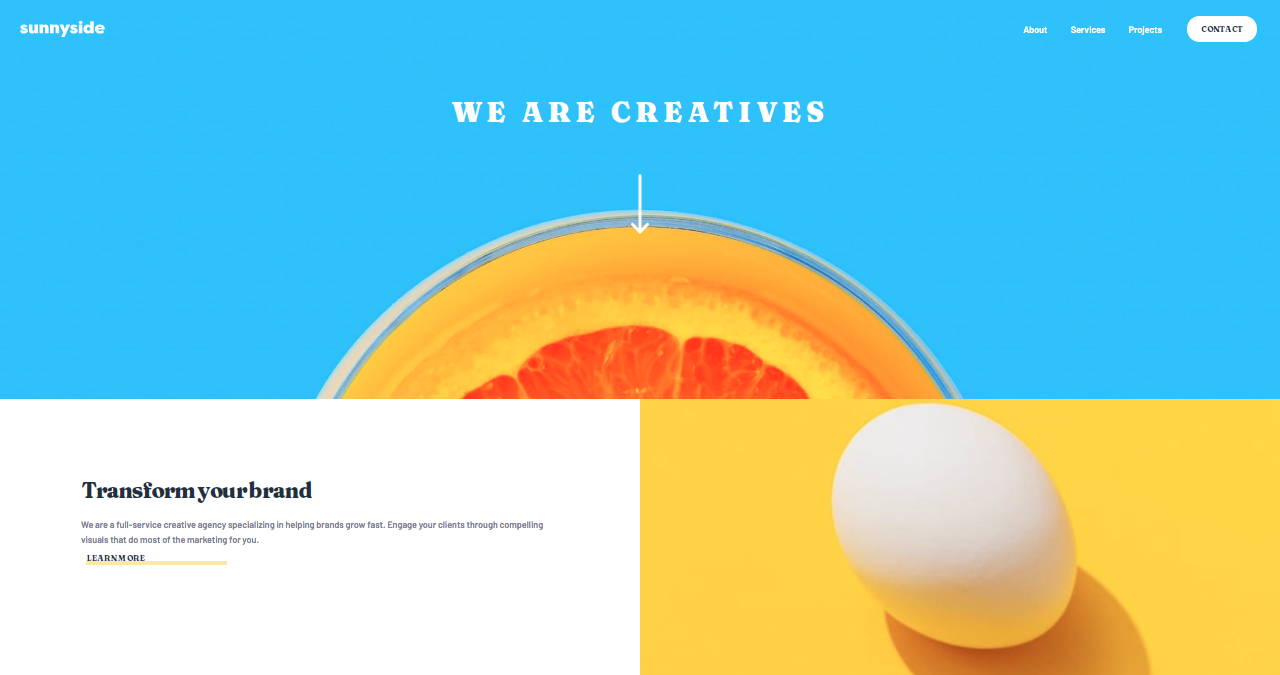 sunnyside
About Services Projects CONTACT
WE ARE CREATIVES
Transform your brand
We are a full-service creative agency specializing in helping brands grow fast. Engage your clients through compelling
visuals that do most of the marketing for you.
LEARN MORE